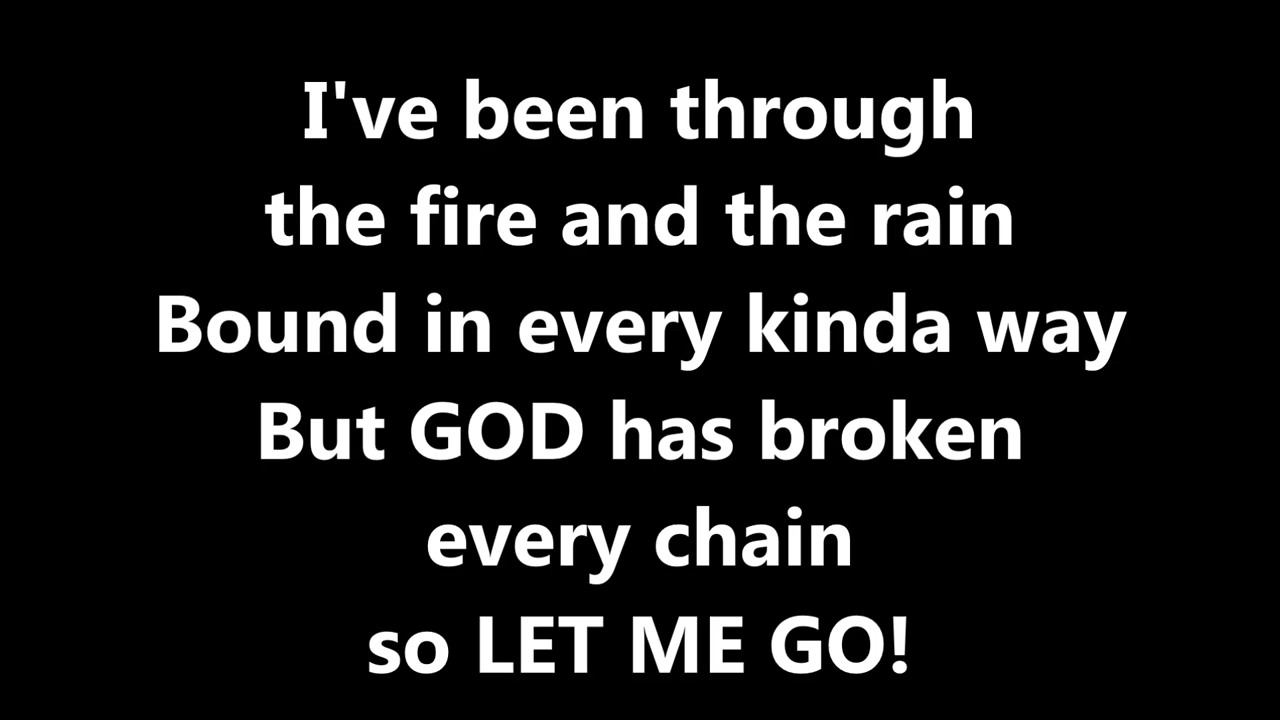 I've been through
the fire and the rain
Bound in every kinda way
But GOD has broken
every chain
so LET ME GO!